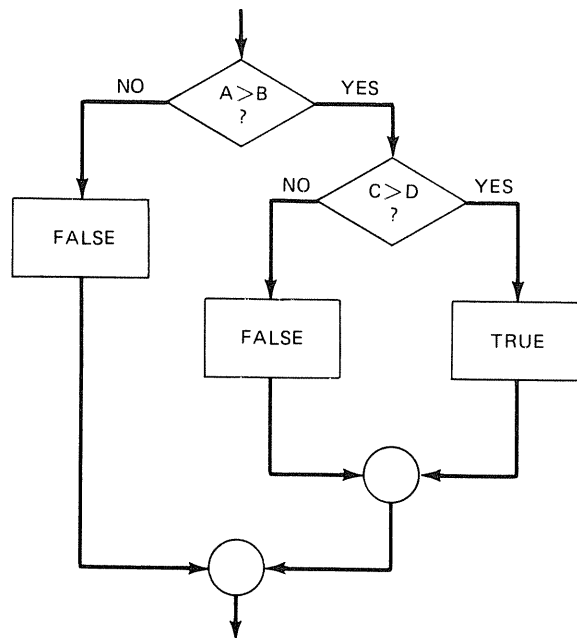 A>B
?
NO
YES
C>D
?
NO
YES
FALSE
FALSE
TRUE